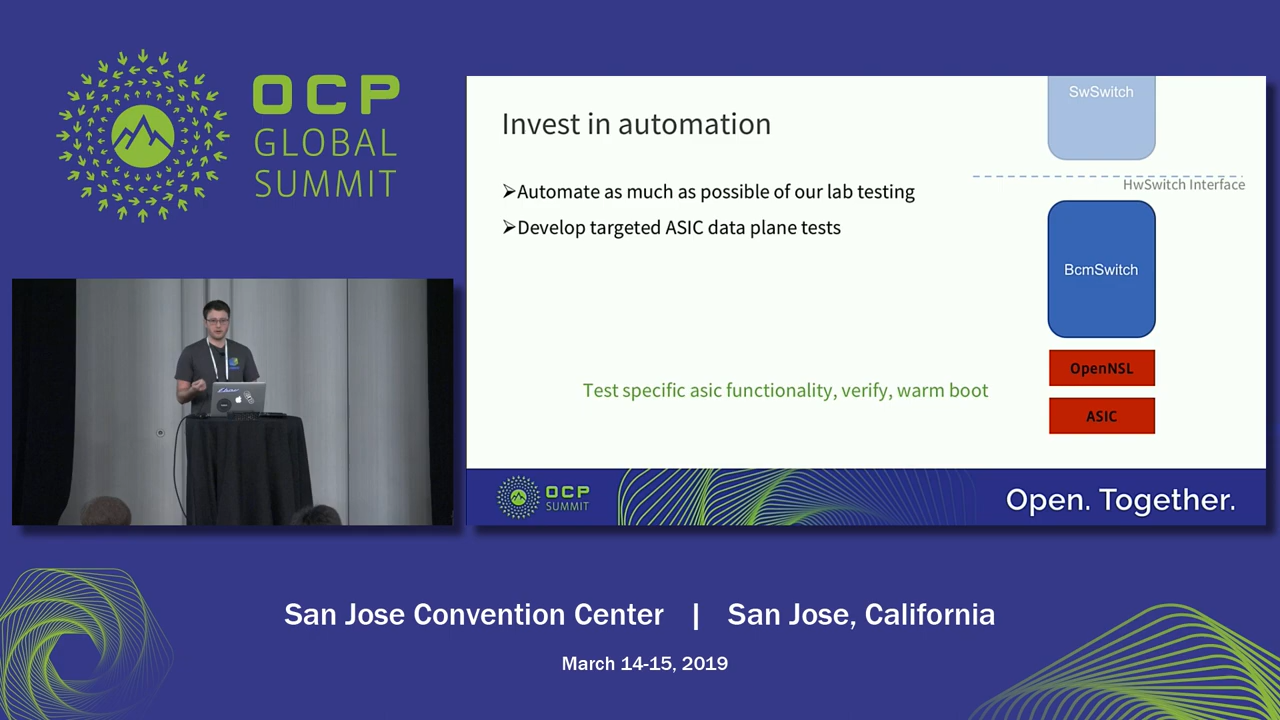 OCP
GLOBAL
SUMMIT
Invest in automation
➢Automate as much as possible of our lab testing
➢Develop targeted ASIC data plane tests
Test specific asic functionality, verify, warm boot
SwSwitch
HwSwitch Interface
BcmSwitch
OpenNSL
ASIC
OCP
SUMMIT
Open. Together.
San Jose Convention Center | San Jose, California
March 14-15, 2019